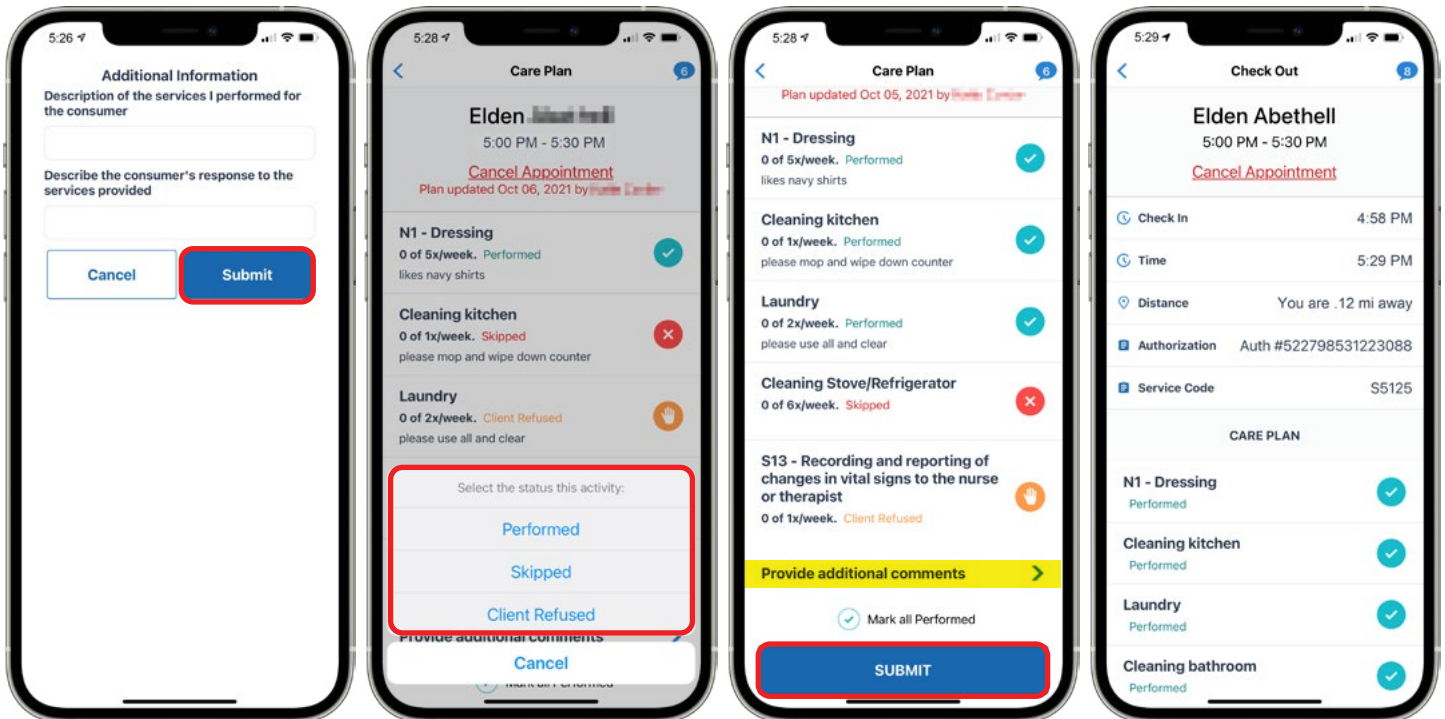 5:26
Additional Information
Description of the services I performed for
the consumer
Describe the consumer's response to the
services provided
Cancel
Submit
5:28
Care Plan
6
Elden
5:00 PM - 5:30 PM
Cancel Appointment
Plan updated Oct 06, 2021 by
N1 - Dressing
0 of 5x/week. Performed
likes navy shirts
Cleaning kitchen
0 of 1x/week. Skipped
please mop and wipe down counter
Laundry
0 of 2x/week. Client Refused
please use all and clear
Select the status this activity:
Performed
Skipped
Client Refused
Provide additional comments
Cancel
Mark all Performed
5:28
Care Plan
6
Plan updated Oct 05, 2021 by
N1 - Dressing
0 of 5x/week. Performed
likes navy shirts
Cleaning kitchen
0 of 1x/week. Performed
please mop and wipe down counter
Laundry
0 of 2x/week. Performed
please use all and clear
Cleaning Stove/Refrigerator
0 of 6x/week. Skipped
S13 - Recording and reporting of
changes in vital signs to the nurse
or therapist
0 of 1x/week. Client Refused
Provide additional comments
Mark all Performed
SUBMIT
5:29
Check Out
8
Elden Abethell
5:00 PM - 5:30 PM
Cancel Appointment
Check In 4:58 PM
Time 5:29 PM
Distance You are .12 mi away
Authorization Auth #522798531223088
Service Code S5125
CARE PLAN
N1 - Dressing
Performed
Cleaning kitchen
Performed
Laundry
Performed
Cleaning bathroom
Performed